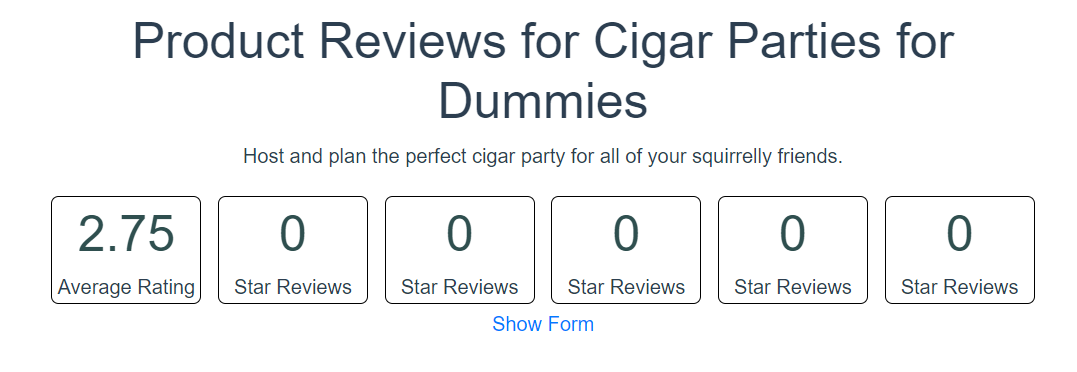 Product Reviews for Cigar Parties for
Dummies
Host and plan the perfect cigar party for all of your squirrelly friends.
2.75 0 0 0 0 0
Average Rating Star Reviews Star Reviews Star Reviews Star Reviews Star Reviews
Show Form